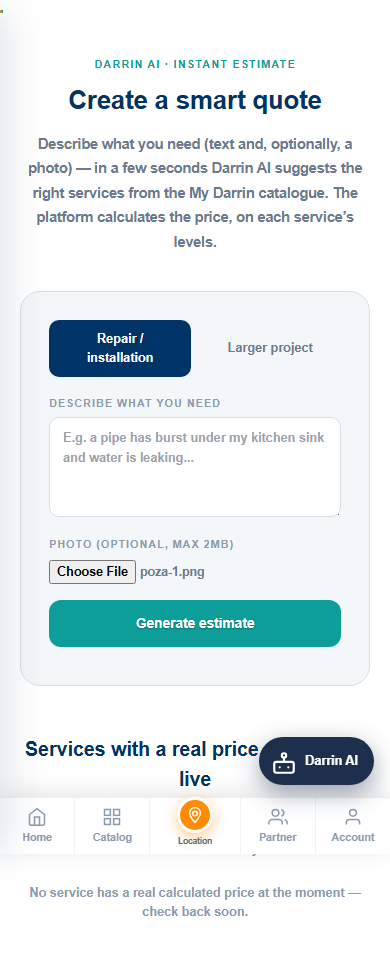 DARRIN AI · INSTANT ESTIMATE
Create a smart quote
Describe what you need (text and, optionally, a
photo) — in a few seconds Darrin AI suggests the
right services from the My Darrin catalogue. The
platform calculates the price, on each service's
levels.
Repair /
installation
Larger project
DESCRIBE WHAT YOU NEED
E.g. a pipe has burst under my kitchen sink
and water is leaking...
PHOTO (OPTIONAL, MAX 2MB)
Choose File poza-1.png
Generate estimate
Services with a real price
live
Darrin AI
Home
Catalog
Location
Partner
Account
No service has a real calculated price at the moment —
check back soon.